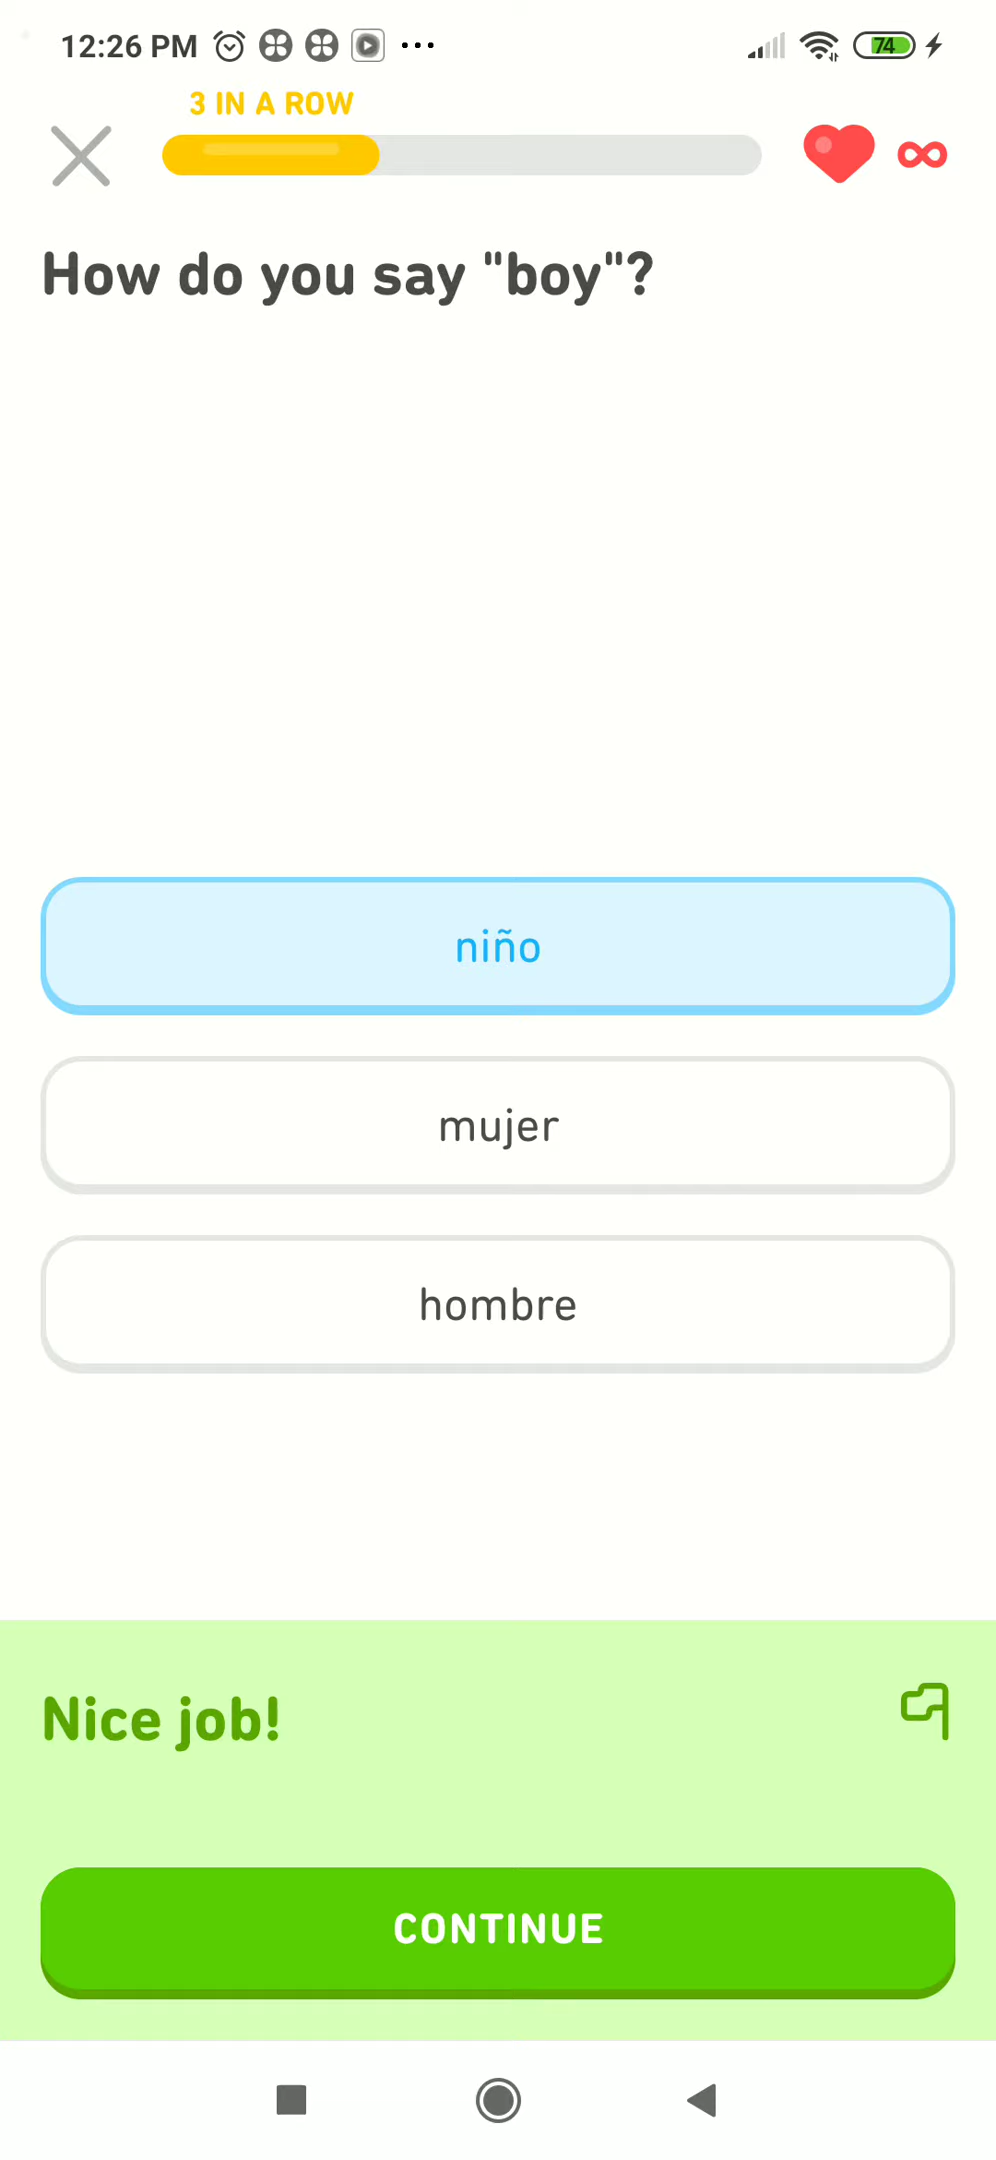 12:26 PM ... 74
3 IN A ROW
How do you say "boy"?
niño
mujer
hombre
Nice job!
CONTINUE